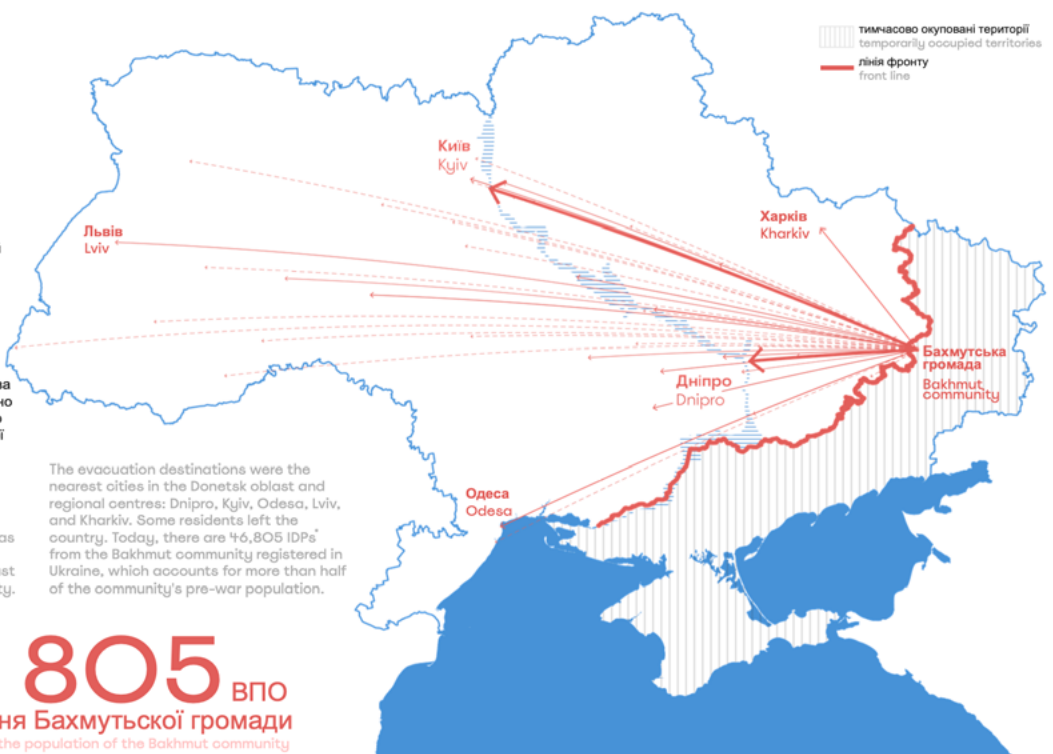 тимчасово окуповані території
temporarily occupied territories
лінія фронту
front line
Київ
Kyiv
Харків
Kharkiv
Львів
Lviv
Бахмутська
громада
Bakhmut
community
Дніпро
Dnipro
Одеса
Odesa
The evacuation destinations were the
nearest cities in the Donetsk oblast and
regional centres: Dnipro, Kyiv, Odesa, Lviv,
and Kharkiv. Some residents left the
country. Today, there are 46,805 IDPs*
from the Bakhmut community registered in
Ukraine, which accounts for more than half
of the community's pre-war population.
805 ВПО
ня Бахмутьскої громади
the population of the Bakhmut community